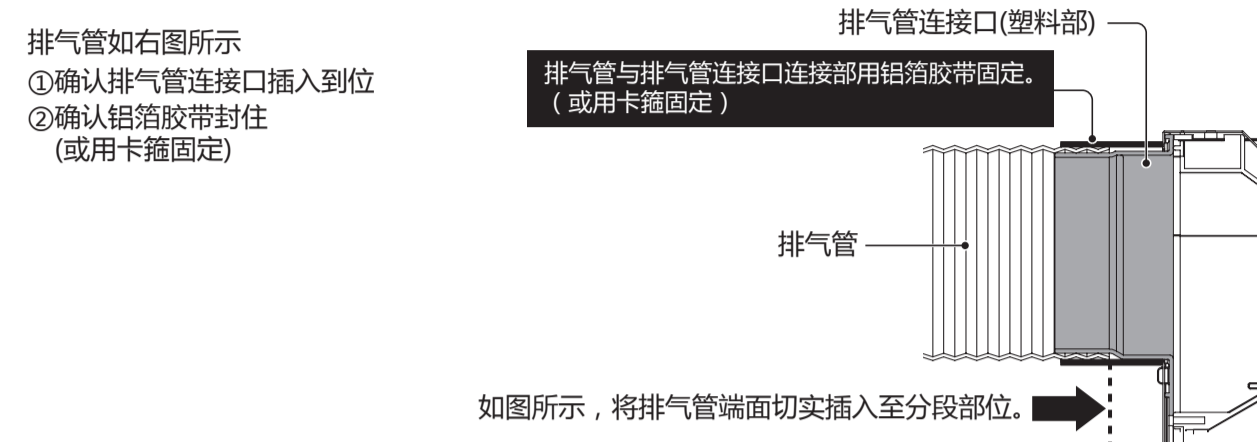 排气管如右图所示
①确认排气管连接口插入到位
②确认铝箔胶带封住
(或用卡箍固定)
排气管连接口(塑料部)
排气管与排气管连接口连接部用铝箔胶带固定。
（或用卡箍固定）
排气管
如图所示，将排气管端面切实插入至分段部位。